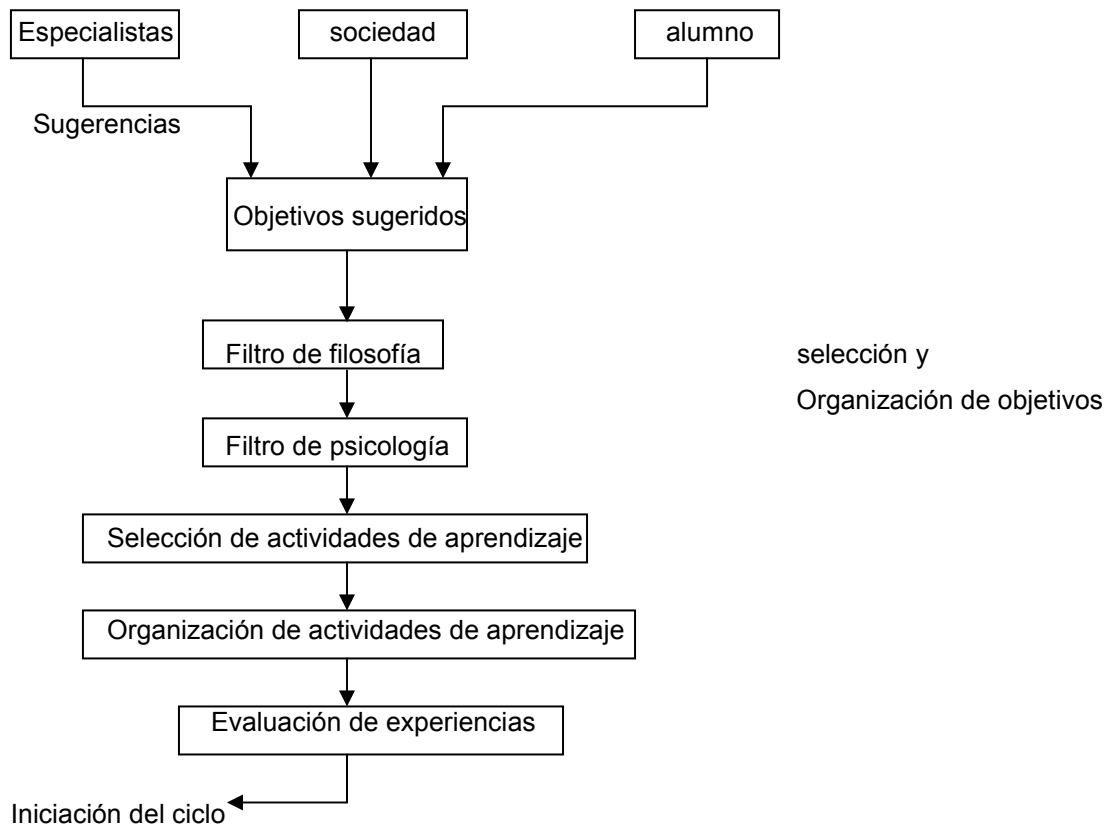 Especialistas
sociedad
alumno
Sugerencias
Objetivos sugeridos
Filtro de filosofía
selección y
Organización de objetivos
Filtro de psicología
Selección de actividades de aprendizaje
Organización de actividades de aprendizaje
Evaluación de experiencias
Iniciación del ciclo